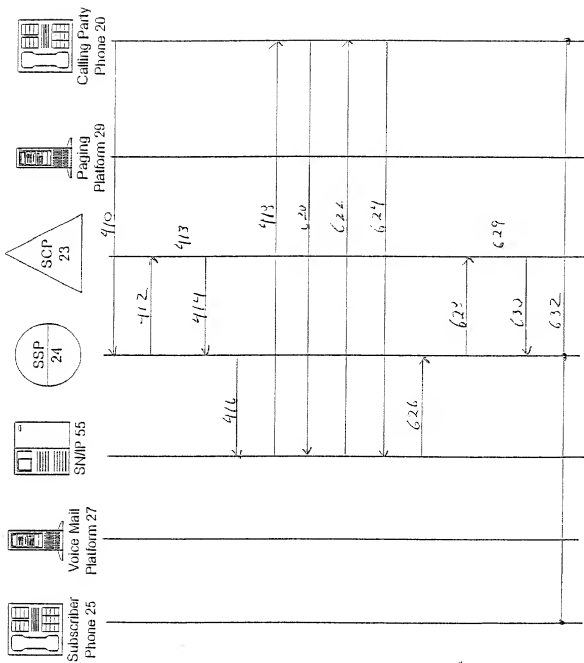 Subscriber
Phone 25
Voice Mail
Platform 27
SN/IP 55
SSP
24
SCP
23
Paging
Platform 29
Calling Party
Phone 20
410
412
413
414
416
418
620
622
624
626
628
629
630
632